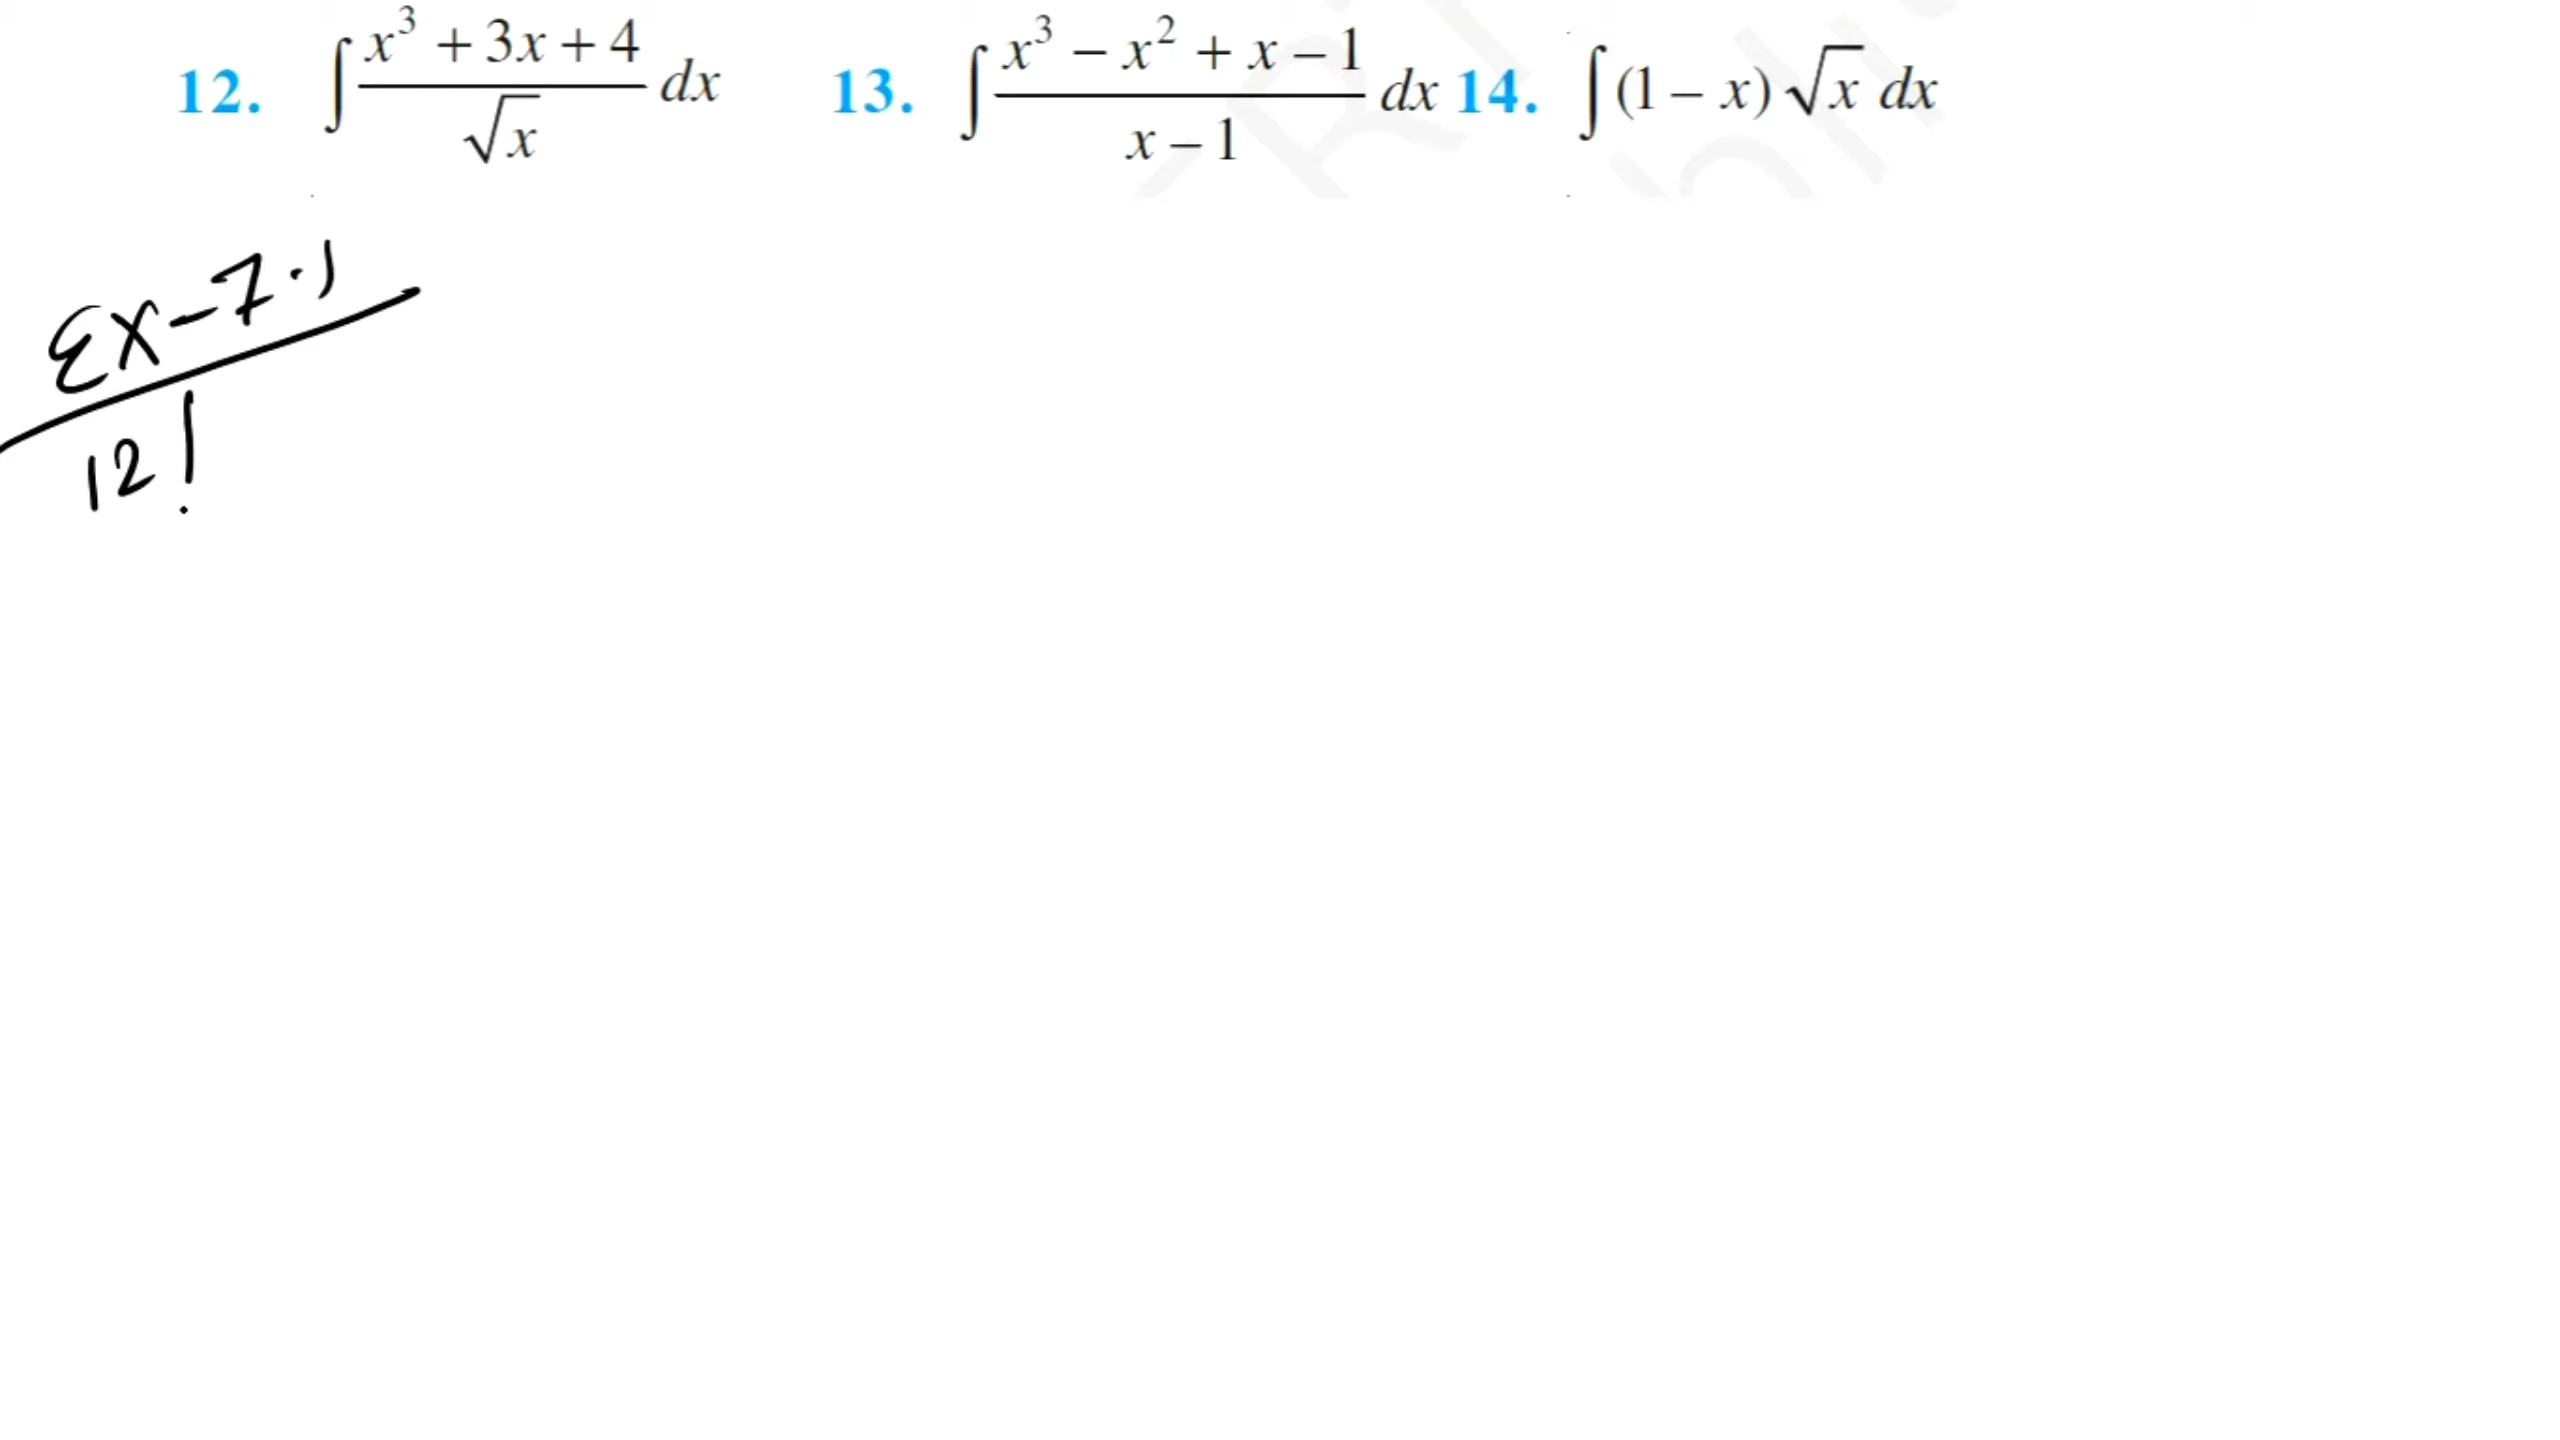 12. ∫ (x³ + 3x + 4)/√x dx 13. ∫ (x³ − x² + x − 1)/(x − 1) dx 14. ∫ (1 − x) √x dx
Ex-7.1
12!